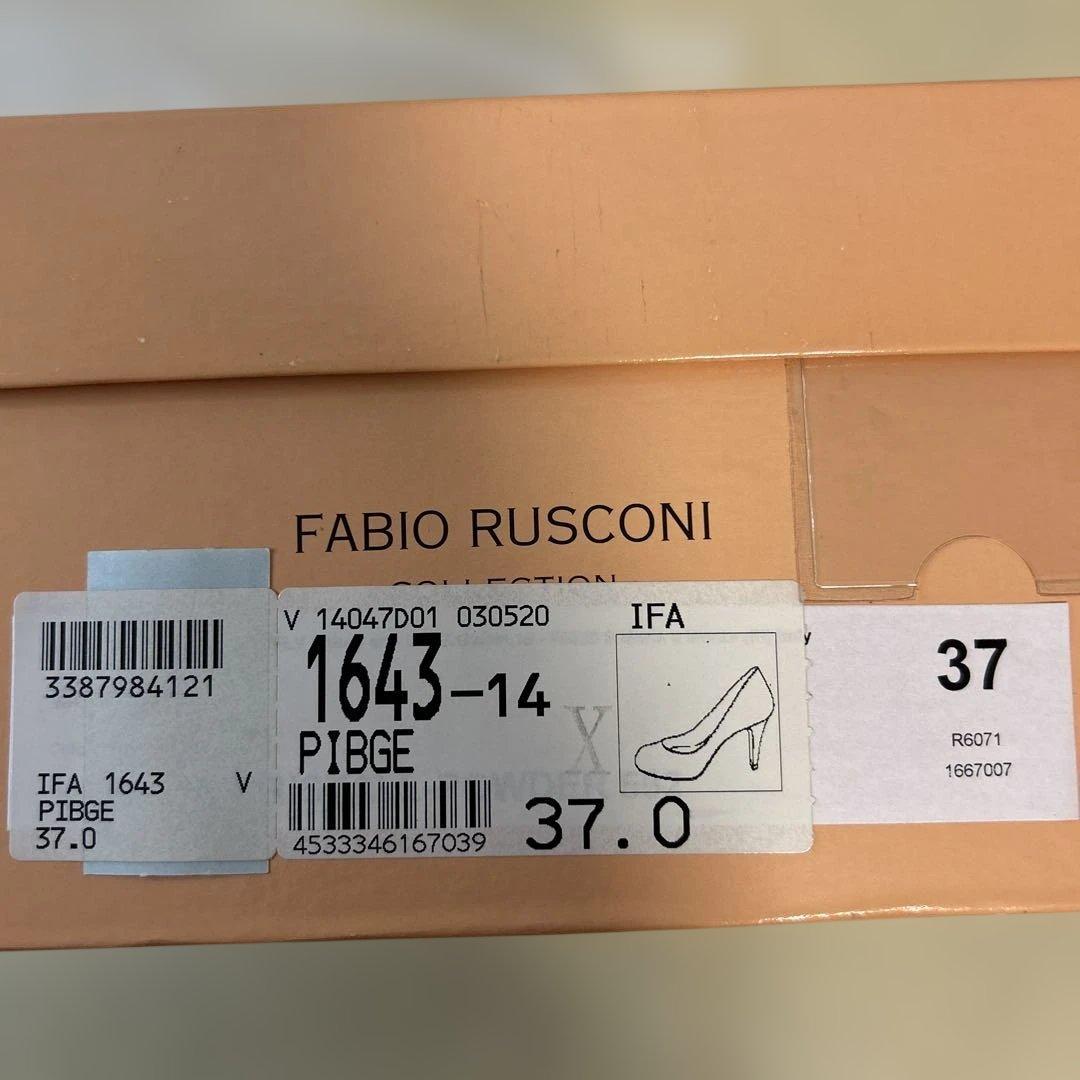 FABIO RUSCONI
COLLECTION
3387984121
IFA 1643 V
PIBGE
37.0
V 14047D01 030520 IFA
1643-14
X
PIBGE
4533346167039
37.0
37
R6071
1667007